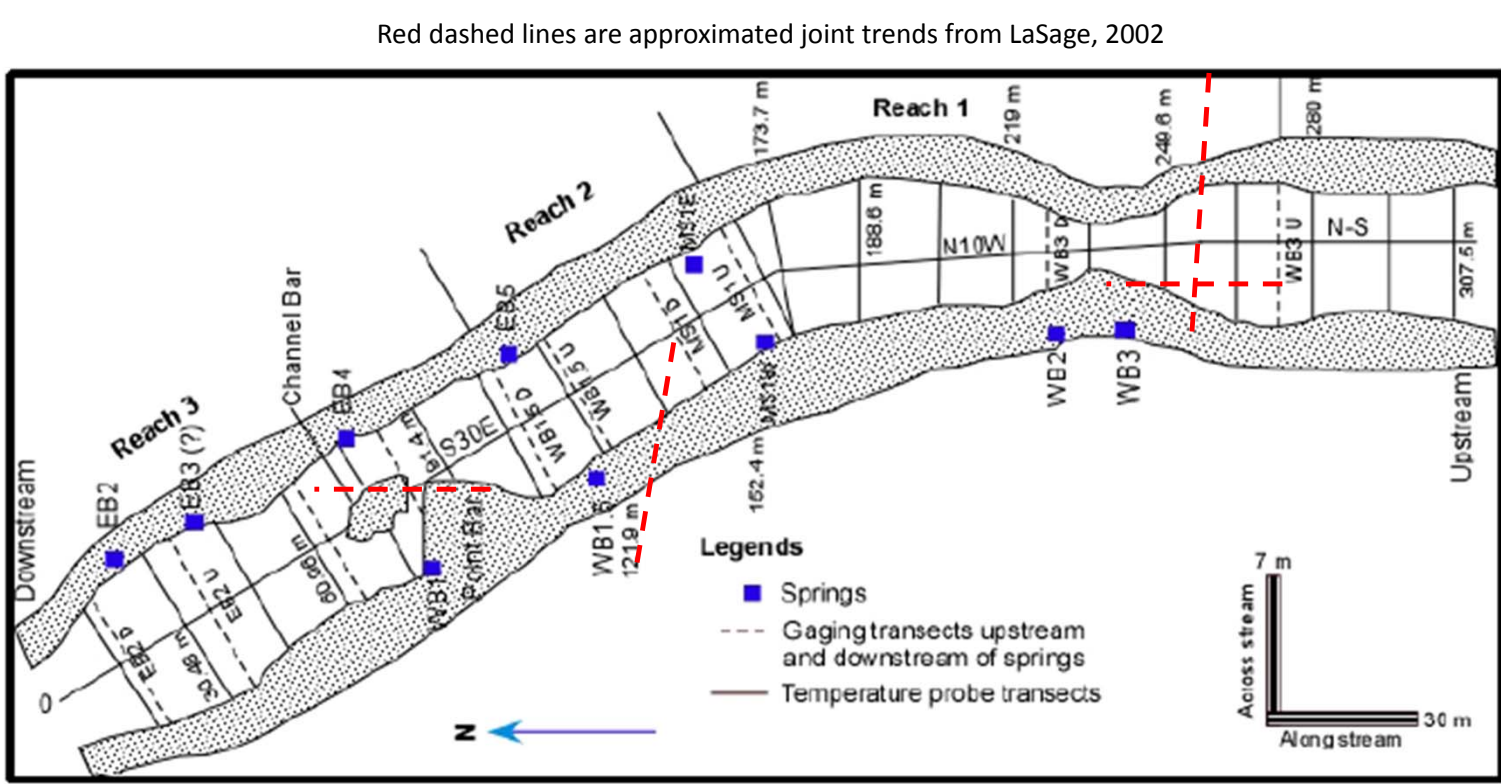 Red dashed lines are approximated joint trends from LaSage, 2002
Reach 1
173.7 m
219 m
249.6 m
280 m
Reach 2
MS1E
188.6 m
N10W
WB3 D
WB3 U
N-S
307.5 m
MS1 U
MS1 D
EB5
Channel Bar
WB1.5 U
WB1.5 D
MS1W
WB2
WB3
Upstream
Reach 3
EB4
91.4 m
S30E
152.4 m
EB3 (?)
EB2
Downstream
WB1.5
121.9 m
Point Bar
WB1
60.96 m
EB2 U
30.48 m
EB2 D
0
N
Legends
Springs
Gaging transects upstream
and downstream of springs
Temperature probe transects
7 m
Across stream
30 m
Along stream